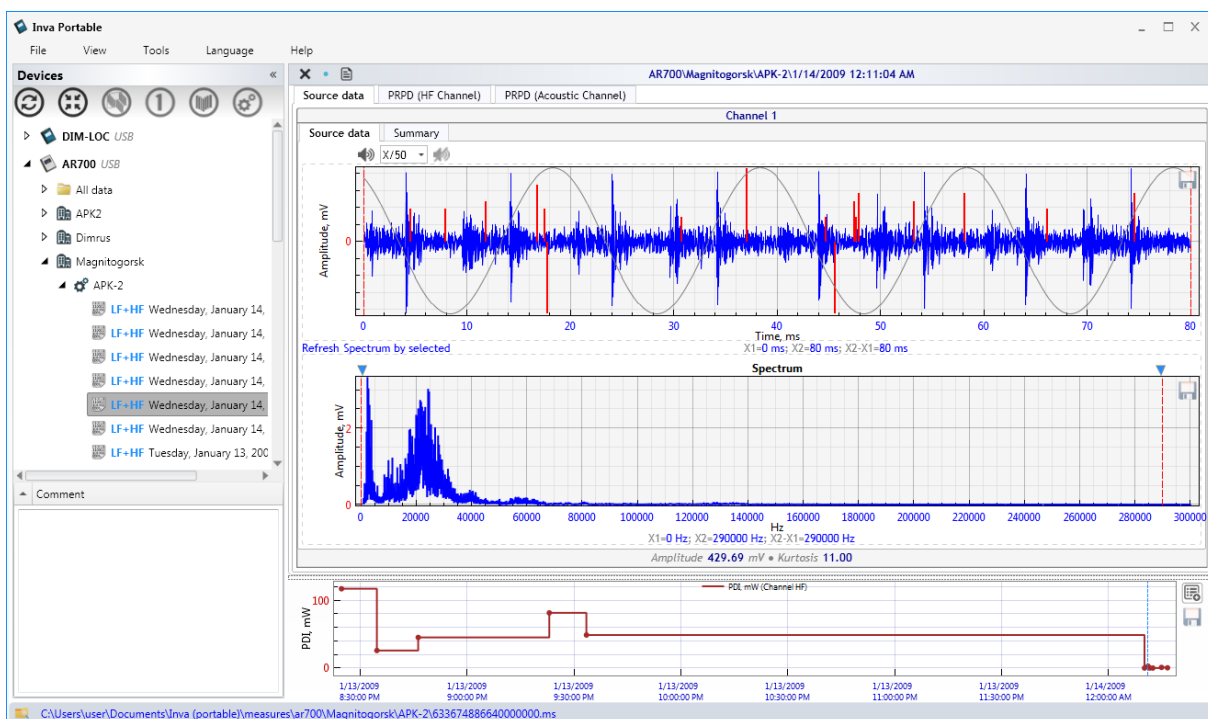 Inva Portable
File View Tools Language Help
Devices «
DIM-LOC USB
AR700 USB
All data
APK2
Dimrus
Magnitogorsk
APK-2
LF+HF Wednesday, January 14,
LF+HF Wednesday, January 14,
LF+HF Wednesday, January 14,
LF+HF Wednesday, January 14,
LF+HF Wednesday, January 14,
LF+HF Wednesday, January 14,
LF+HF Tuesday, January 13, 200
Comment
AR700\Magnitogorsk\APK-2\1/14/2009 12:11:04 AM
Source data PRPD (HF Channel) PRPD (Acoustic Channel)
Channel 1
Source data Summary
X/50
Amplitude, mV
0
0 10 20 30 40 50 60 70 80
Time, ms
Refresh Spectrum by selected X1=0 ms; X2=80 ms; X2-X1=80 ms
Spectrum
Amplitude, mV
2
0
0 20000 40000 60000 80000 100000 120000 140000 160000 180000 200000 220000 240000 260000 280000 300000
Hz
X1=0 Hz; X2=290000 Hz; X2-X1=290000 Hz
Amplitude 429.69 mV • Kurtosis 11.00
PDI, mW (Channel HF)
PDI, mW
100
0
1/13/2009 1/13/2009 1/13/2009 1/13/2009 1/13/2009 1/13/2009 1/13/2009 1/14/2009
8:30:00 PM 9:00:00 PM 9:30:00 PM 10:00:00 PM 10:30:00 PM 11:00:00 PM 11:30:00 PM 12:00:00 AM
C:\Users\user\Documents\Inva (portable)\measures\ar700\Magnitogorsk\APK-2\633674886640000000.ms